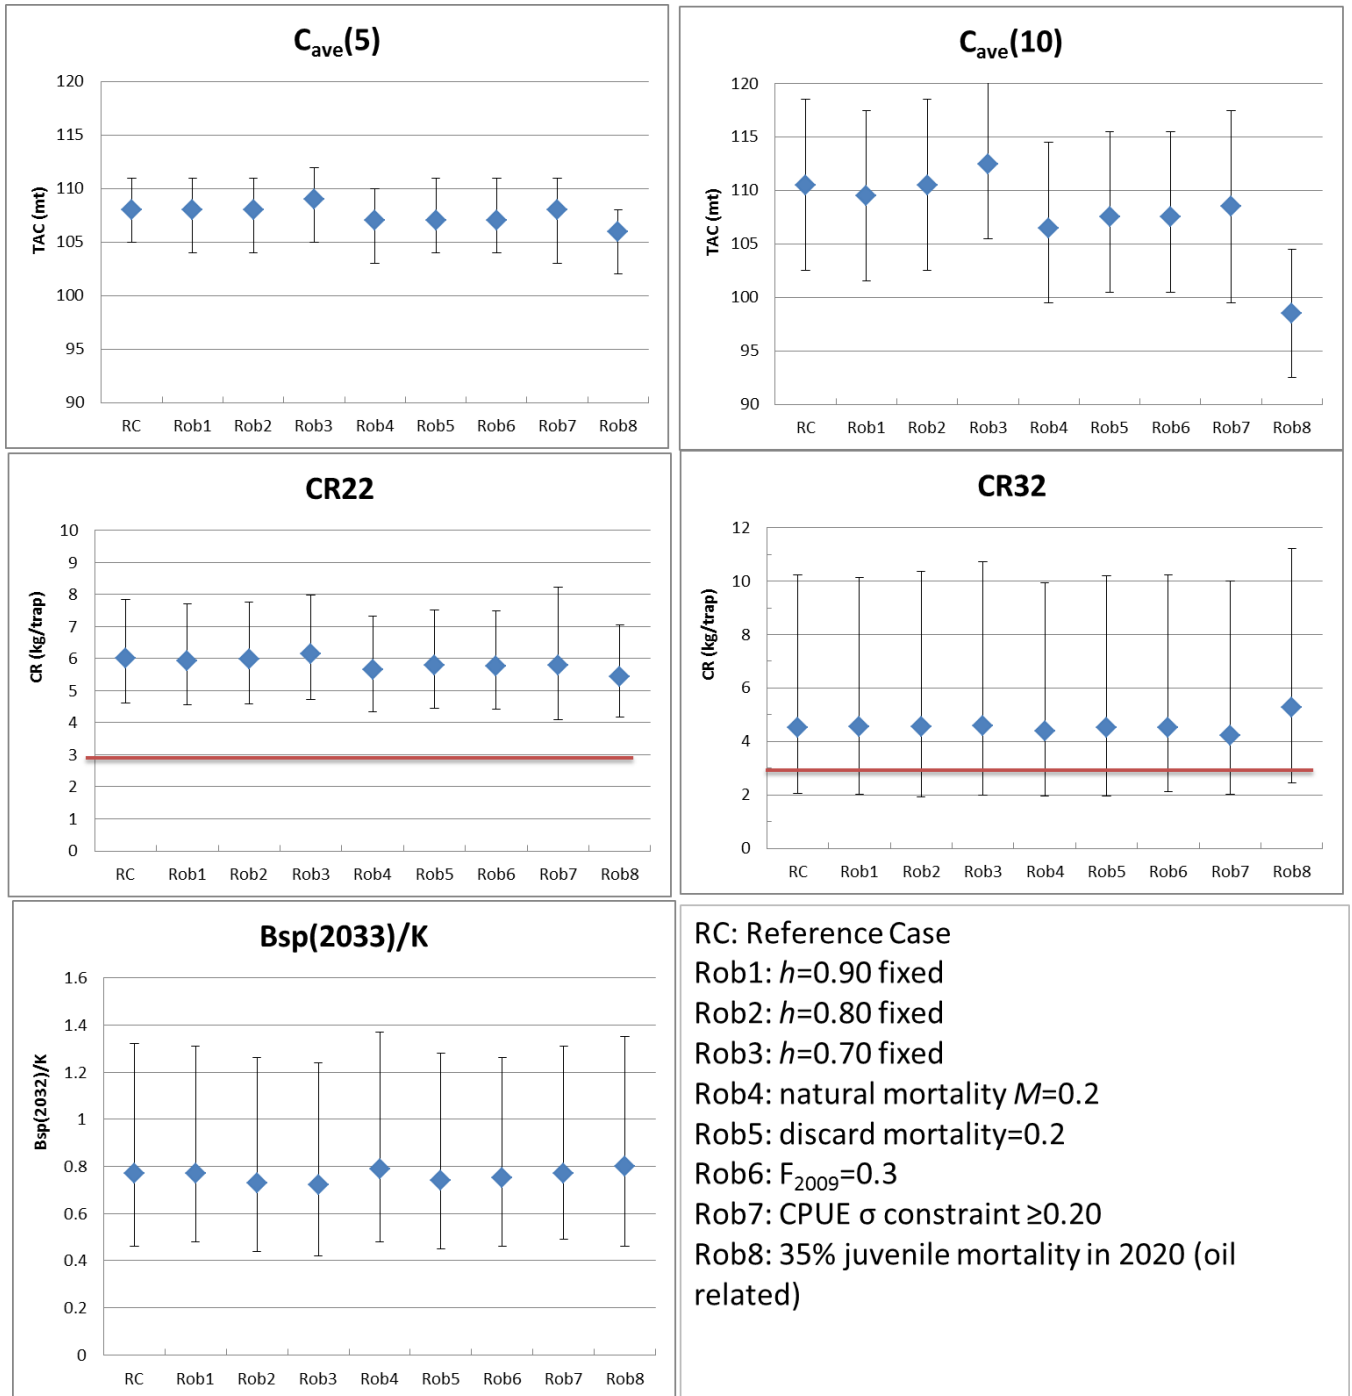 C_ave(5)
TAC (mt)
120
115
110
105
100
95
90
RC Rob1 Rob2 Rob3 Rob4 Rob5 Rob6 Rob7 Rob8
C_ave(10)
TAC (mt)
120
115
110
105
100
95
90
RC Rob1 Rob2 Rob3 Rob4 Rob5 Rob6 Rob7 Rob8
CR22
CR (kg/trap)
10
9
8
7
6
5
4
3
2
1
0
RC Rob1 Rob2 Rob3 Rob4 Rob5 Rob6 Rob7 Rob8
CR32
CR (kg/trap)
12
10
8
6
4
2
0
RC Rob1 Rob2 Rob3 Rob4 Rob5 Rob6 Rob7 Rob8
Bsp(2033)/K
Bsp(2032)/K
1.6
1.4
1.2
1
0.8
0.6
0.4
0.2
0
RC Rob1 Rob2 Rob3 Rob4 Rob5 Rob6 Rob7 Rob8
RC: Reference Case
Rob1: h=0.90 fixed
Rob2: h=0.80 fixed
Rob3: h=0.70 fixed
Rob4: natural mortality M=0.2
Rob5: discard mortality=0.2
Rob6: F_2009=0.3
Rob7: CPUE σ constraint ≥0.20
Rob8: 35% juvenile mortality in 2020 (oil
related)